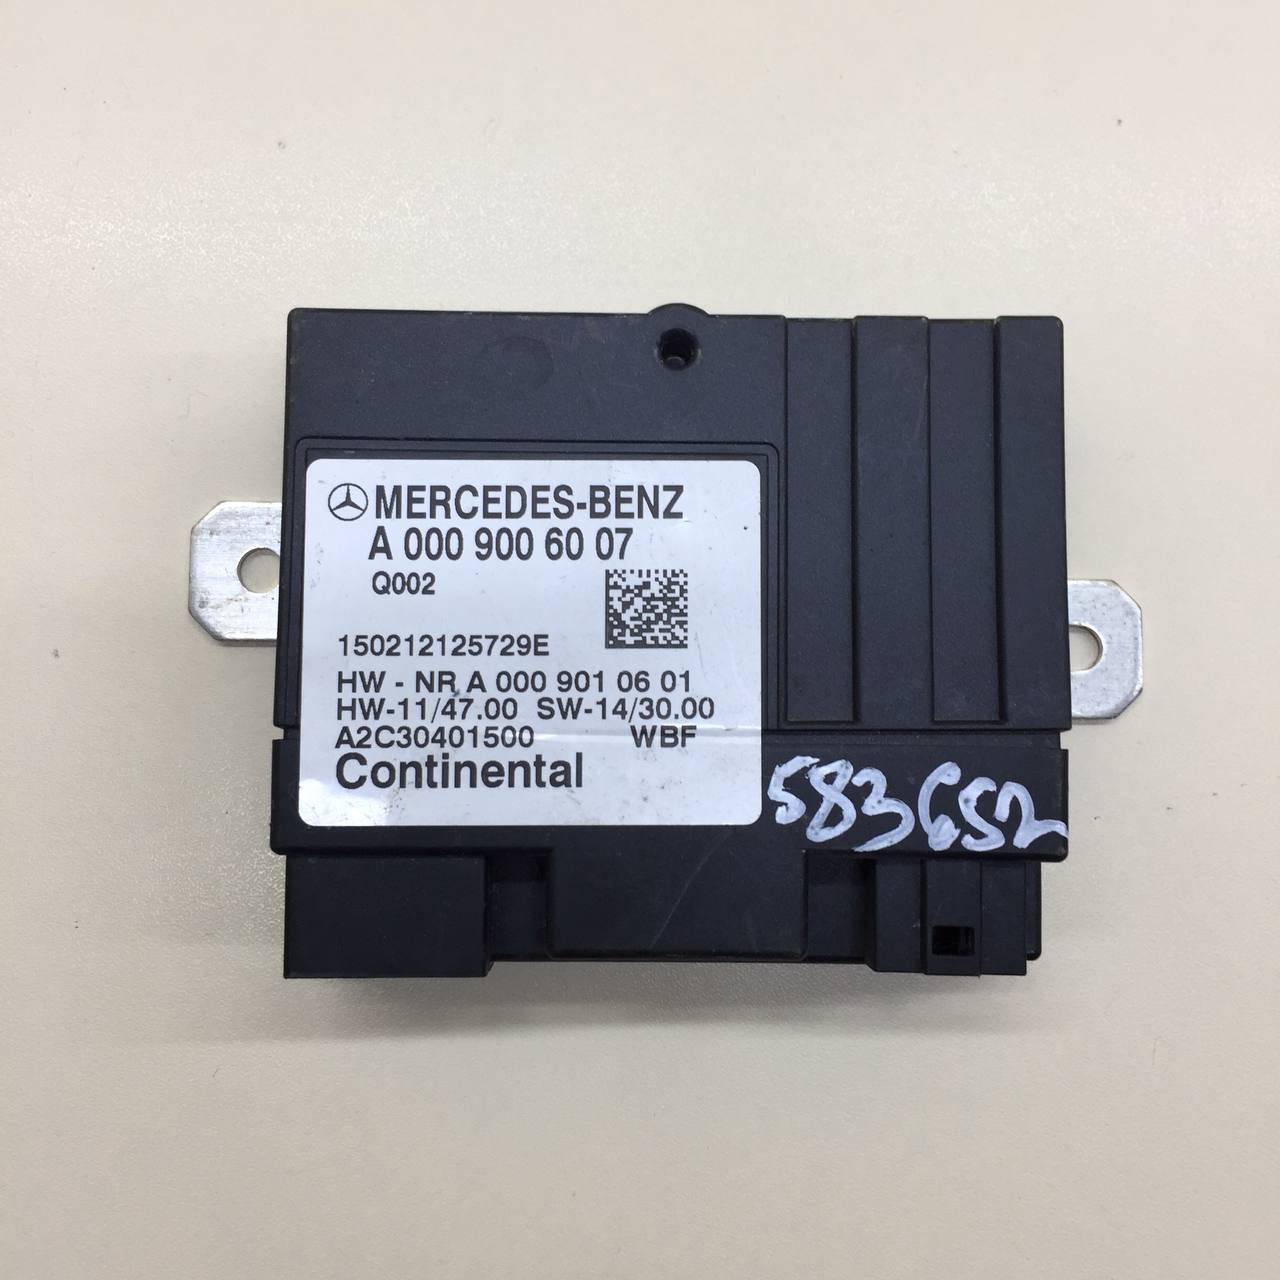 MERCEDES-BENZ
A 000 900 60 07
Q002
150212125729E
HW - NR A 000 901 06 01
HW-11/47.00 SW-14/30.00
A2C30401500 WBF
Continental
583652